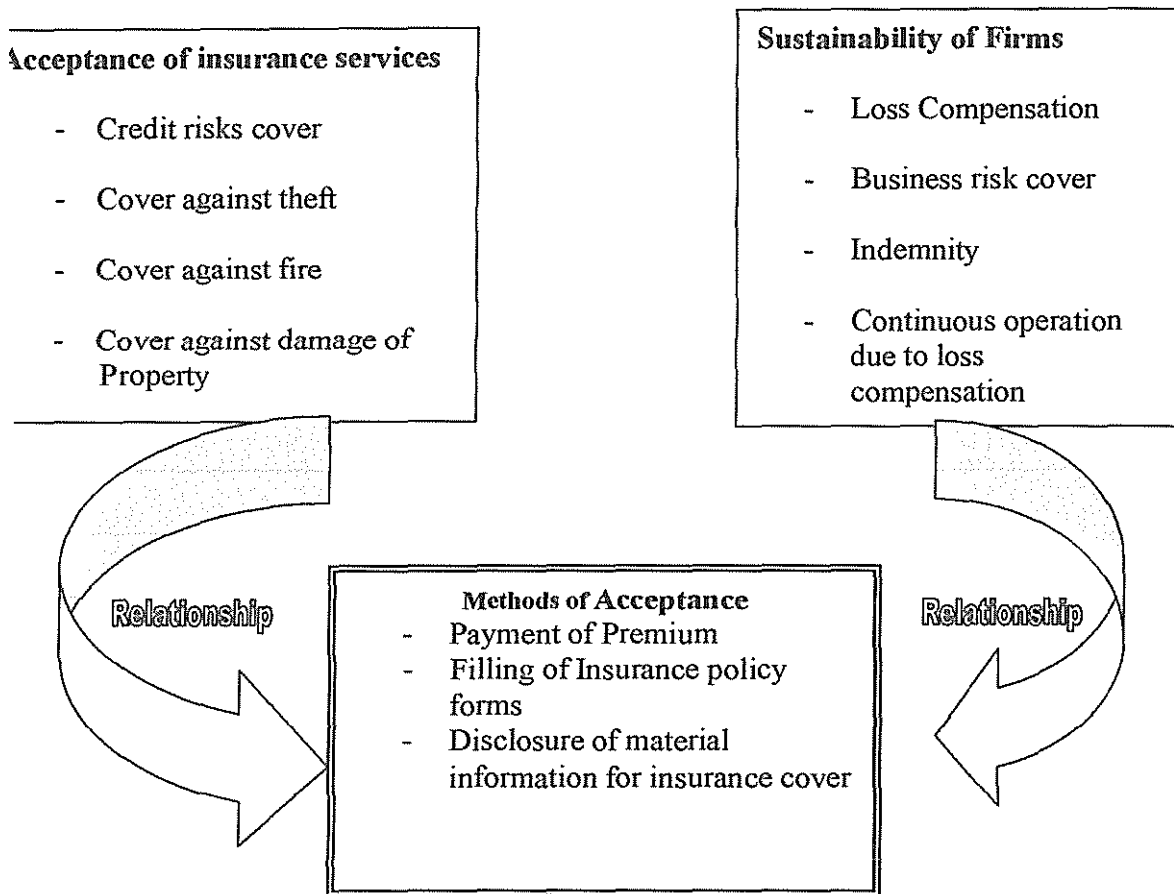 Acceptance of insurance services
- Credit risks cover
- Cover against theft
- Cover against fire
- Cover against damage of
Property
Sustainability of Firms
- Loss Compensation
- Business risk cover
- Indemnity
- Continuous operation
due to loss
compensation
Relationship
Methods of Acceptance
- Payment of Premium
- Filling of Insurance policy
forms
- Disclosure of material
information for insurance cover
Relationship